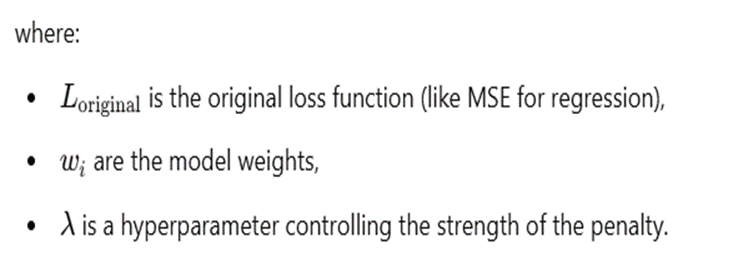 where:
• L_original is the original loss function (like MSE for regression),
• w_i are the model weights,
• λ is a hyperparameter controlling the strength of the penalty.